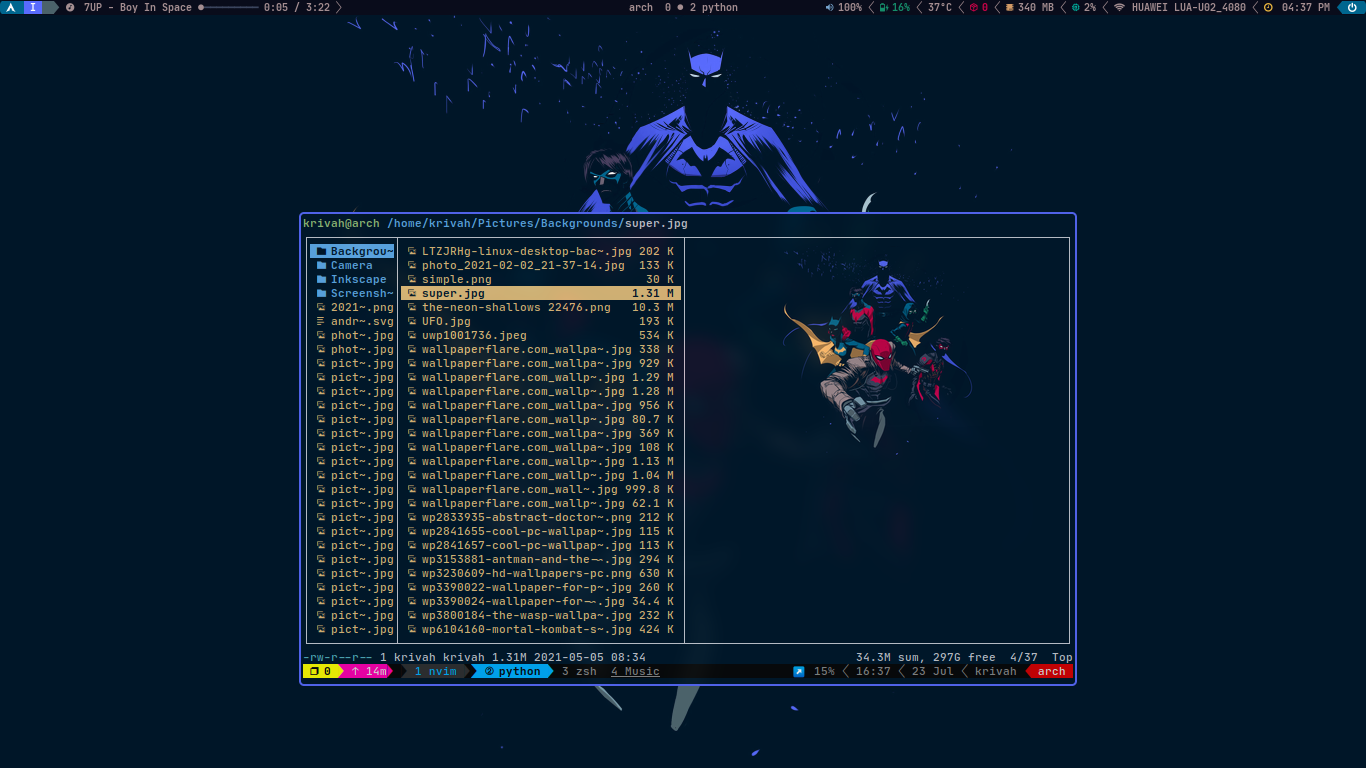 I 7UP - Boy In Space 0:05 / 3:22 arch 0 ● 2 python 100% 16% 37°C 0 340 MB 2% HUAWEI LUA-U02_4080 04:37 PM
krivah@arch /home/krivah/Pictures/Backgrounds/super.jpg
Backgrou~ LTZJRHg-linux-desktop-bac~.jpg 202 K
Camera photo_2021-02-02_21-37-14.jpg 133 K
Inkscape simple.png 30 K
Screensh~ super.jpg 1.31 M
2021~.png the-neon-shallows 22476.png 10.3 M
andr~.svg UFO.jpg 193 K
phot~.jpg uwp1001736.jpeg 534 K
phot~.jpg wallpaperflare.com_wallpa~.jpg 338 K
pict~.jpg wallpaperflare.com_wallpa~.jpg 929 K
pict~.jpg wallpaperflare.com_wallp~.jpg 1.29 M
pict~.jpg wallpaperflare.com_wallp~.jpg 1.28 M
pict~.jpg wallpaperflare.com_wallpa~.jpg 956 K
pict~.jpg wallpaperflare.com_wallp~.jpg 80.7 K
pict~.jpg wallpaperflare.com_wallpa~.jpg 369 K
pict~.jpg wallpaperflare.com_wallpa~.jpg 108 K
pict~.jpg wallpaperflare.com_wallp~.jpg 1.13 M
pict~.jpg wallpaperflare.com_wallp~.jpg 1.04 M
pict~.jpg wallpaperflare.com_wall~.jpg 999.8 K
pict~.jpg wallpaperflare.com_wallp~.jpg 62.1 K
pict~.jpg wp2833935-abstract-doctor~.png 212 K
pict~.jpg wp2841655-cool-pc-wallpap~.jpg 115 K
pict~.jpg wp2841657-cool-pc-wallpap~.jpg 113 K
pict~.jpg wp3153881-antman-and-the-~.jpg 294 K
pict~.jpg wp3230609-hd-wallpapers-pc.png 630 K
pict~.jpg wp3390022-wallpaper-for-p~.jpg 260 K
pict~.jpg wp3390024-wallpaper-for-~.jpg 34.4 K
pict~.jpg wp3800184-the-wasp-wallpa~.jpg 232 K
pict~.jpg wp6104160-mortal-kombat-s~.jpg 424 K
-rw-r--r-- 1 krivah krivah 1.31M 2021-05-05 08:34 34.3M sum, 297G free 4/37 Top
0 ↑ 14m 1 nvim ② python 3 zsh 4 Music 15% 16:37 23 Jul krivah arch